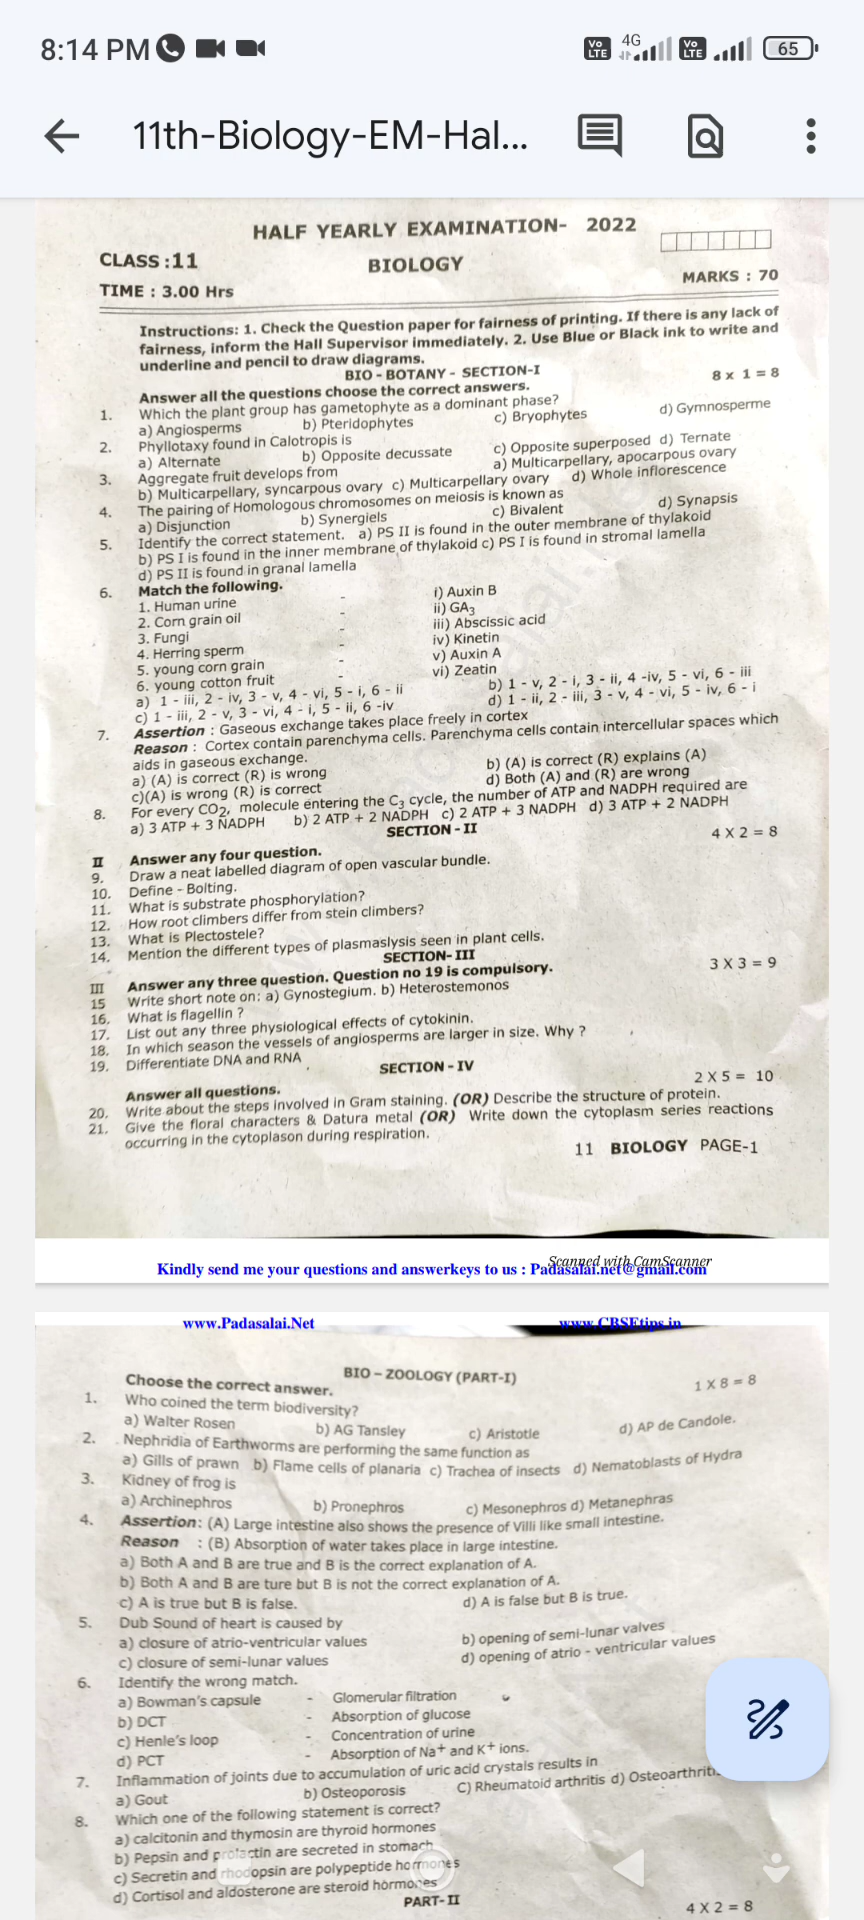 8:14 PM
Vo LTE 4G Vo LTE 65
11th-Biology-EM-Hal...
HALF YEARLY EXAMINATION- 2022
CLASS :11
BIOLOGY
TIME : 3.00 Hrs
MARKS : 70
Instructions: 1. Check the Question paper for fairness of printing. If there is any lack of
fairness, inform the Hall Supervisor immediately. 2. Use Blue or Black ink to write and
underline and pencil to draw diagrams.
BIO - BOTANY - SECTION-I
Answer all the questions choose the correct answers. 8 x 1 = 8
1. Which the plant group has gametophyte as a dominant phase?
a) Angiosperms b) Pteridophytes c) Bryophytes d) Gymnosperme
2. Phyllotaxy found in Calotropis is
a) Alternate b) Opposite decussate c) Opposite superposed d) Ternate
3. Aggregate fruit develops from a) Multicarpellary, apocarpous ovary
b) Multicarpellary, syncarpous ovary c) Multicarpellary ovary d) Whole inflorescence
4. The pairing of Homologous chromosomes on meiosis is known as
a) Disjunction b) Synergiels c) Bivalent d) Synapsis
5. Identify the correct statement. a) PS II is found in the outer membrane of thylakoid
b) PS I is found in the inner membrane of thylakoid c) PS I is found in stromal lamella
d) PS II is found in granal lamella
6. Match the following.
1. Human urine - i) Auxin B
2. Corn grain oil - ii) GA3
3. Fungi - iii) Abscissic acid
4. Herring sperm - iv) Kinetin
5. young corn grain - v) Auxin A
6. young cotton fruit - vi) Zeatin
a) 1 - iii, 2 - iv, 3 - v, 4 - vi, 5 - i, 6 - ii b) 1 - v, 2 - i, 3 - ii, 4 -iv, 5 - vi, 6 - iii
c) 1 - iii, 2 - v, 3 - vi, 4 - i, 5 - ii, 6 -iv d) 1 - ii, 2 - iii, 3 - v, 4 - vi, 5 - iv, 6 - i
7. Assertion : Gaseous exchange takes place freely in cortex
Reason : Cortex contain parenchyma cells. Parenchyma cells contain intercellular spaces which
aids in gaseous exchange.
a) (A) is correct (R) is wrong b) (A) is correct (R) explains (A)
c)(A) is wrong (R) is correct d) Both (A) and (R) are wrong
8. For every CO2, molecule entering the C3 cycle, the number of ATP and NADPH required are
a) 3 ATP + 3 NADPH b) 2 ATP + 2 NADPH c) 2 ATP + 3 NADPH d) 3 ATP + 2 NADPH
SECTION - II
II Answer any four question. 4 X 2 = 8
9. Draw a neat labelled diagram of open vascular bundle.
10. Define - Bolting.
11. What is substrate phosphorylation?
12. How root climbers differ from stein climbers?
13. What is Plectostele?
14. Mention the different types of plasmaslysis seen in plant cells.
SECTION- III
III Answer any three question. Question no 19 is compulsory. 3 X 3 = 9
15 Write short note on: a) Gynostegium. b) Heterostemonos
16. What is flagellin ?
17. List out any three physiological effects of cytokinin.
18. In which season the vessels of angiosperms are larger in size. Why ?
19. Differentiate DNA and RNA
SECTION - IV
Answer all questions. 2 X 5 = 10
20. Write about the steps involved in Gram staining. (OR) Describe the structure of protein.
21. Give the floral characters & Datura metal (OR) Write down the cytoplasm series reactions
occurring in the cytoplason during respiration.
11 BIOLOGY PAGE-1
Scanned with CamScanner
Kindly send me your questions and answerkeys to us : Padasalai.net@gmail.com
www.Padasalai.Net www.CBSEtips.in
BIO - ZOOLOGY (PART-I)
Choose the correct answer. 1 X 8 = 8
1. Who coined the term biodiversity?
a) Walter Rosen b) AG Tansley c) Aristotle d) AP de Candole.
2. Nephridia of Earthworms are performing the same function as
a) Gills of prawn b) Flame cells of planaria c) Trachea of insects d) Nematoblasts of Hydra
3. Kidney of frog is
a) Archinephros b) Pronephros c) Mesonephros d) Metanephras
4. Assertion: (A) Large intestine also shows the presence of Villi like small intestine.
Reason : (B) Absorption of water takes place in large intestine.
a) Both A and B are true and B is the correct explanation of A.
b) Both A and B are ture but B is not the correct explanation of A.
c) A is true but B is false. d) A is false but B is true.
5. Dub Sound of heart is caused by
a) closure of atrio-ventricular values b) opening of semi-lunar valves
c) closure of semi-lunar values d) opening of atrio - ventricular values
6. Identify the wrong match.
a) Bowman's capsule - Glomerular filtration
b) DCT - Absorption of glucose
c) Henle's loop - Concentration of urine
d) PCT - Absorption of Na+ and K+ ions.
7. Inflammation of joints due to accumulation of uric acid crystals results in
a) Gout b) Osteoporosis C) Rheumatoid arthritis d) Osteoarthriti
8. Which one of the following statement is correct?
a) calcitonin and thymosin are thyroid hormones
b) Pepsin and prolactin are secreted in stomach
c) Secretin and rhodopsin are polypeptide hormones
d) Cortisol and aldosterone are steroid hormones
PART-II
4 X 2 = 8